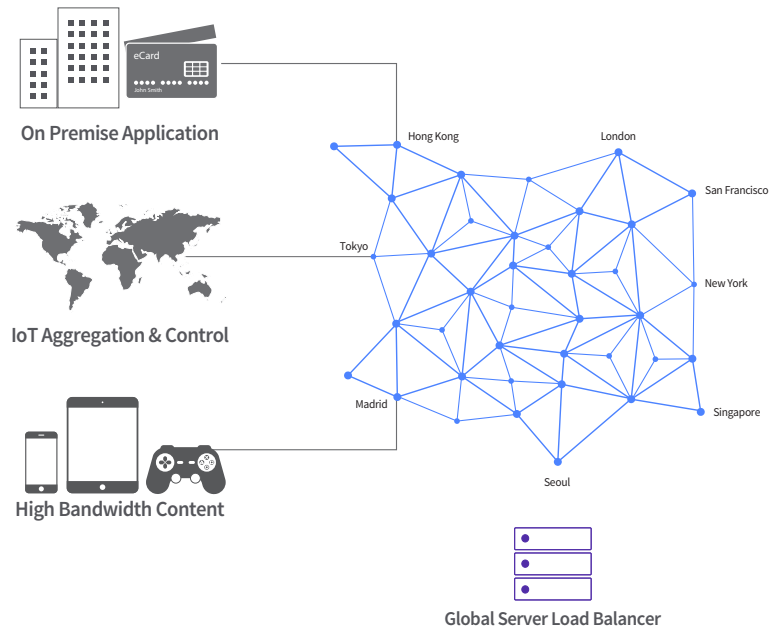 eCard
John Smith
On Premise Application
Hong Kong
London
San Francisco
Tokyo
New York
IoT Aggregation & Control
Madrid
Singapore
High Bandwidth Content
Seoul
Global Server Load Balancer